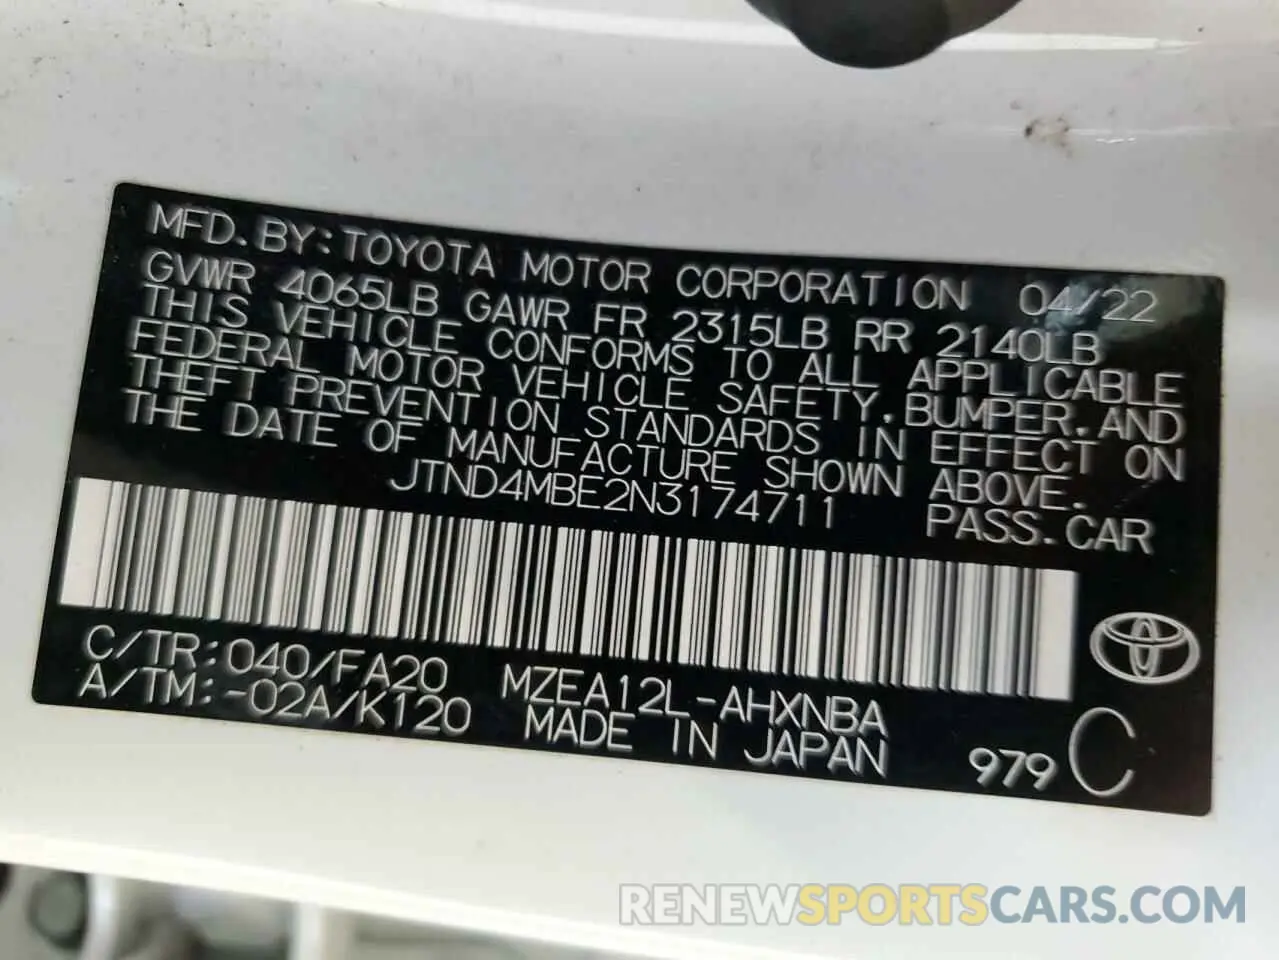 MFD.BY:TOYOTA MOTOR CORPORATION 04/22
GVWR 4065LB GAWR FR 2315LB RR 2140LB
THIS VEHICLE CONFORMS TO ALL APPLICABLE
FEDERAL MOTOR VEHICLE SAFETY,BUMPER,AND
THEFT PREVENTION STANDARDS IN EFFECT ON
THE DATE OF MANUFACTURE SHOWN ABOVE.
JTND4MBE2N3174711 PASS.CAR
C/TR:040/FA20 MZEA12L-AHXNBA
A/TM:-02A/K120 MADE IN JAPAN 979 C
RENEWSPORTSCARS.COM